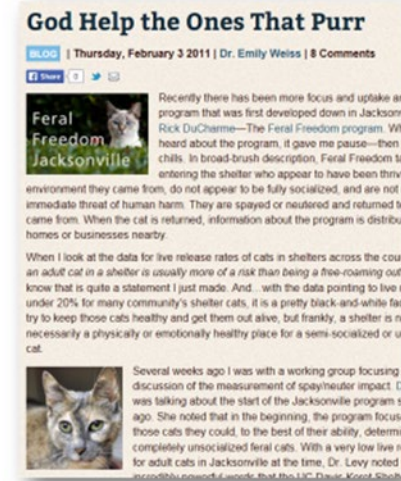 God Help the Ones That Purr
BLOG | Thursday, February 3 2011 | Dr. Emily Weiss | 8 Comments
Share 0
Feral
Freedom
Jacksonville
Recently there has been more focus and uptake a
program that was first developed down in Jackson
Rick DuCharme—The Feral Freedom program. W
heard about the program, it gave me pause—then
chills. In broad-brush description, Feral Freedom ta
entering the shelter who appear to have been thriv
environment they came from, do not appear to be fully socialized, and are not
immediate threat of human harm. They are spayed or neutered and returned t
came from. When the cat is returned, information about the program is distribu
homes or businesses nearby.
When I look at the data for live release rates of cats in shelters across the cou
an adult cat in a shelter is usually more of a risk than being a free-roaming out
know that is quite a statement I just made. And... with the data pointing to live
under 20% for many community's shelter cats, it is a pretty black-and-white fa
try to keep those cats healthy and get them out alive, but frankly, a shelter is n
necessarily a physically or emotionally healthy place for a semi-socialized or u
cat.
Several weeks ago I was with a working group focusing
discussion of the measurement of spay/neuter impact.
was talking about the start of the Jacksonville program s
ago. She noted that in the beginning, the program focus
those cats they could, to the best of their ability, determi
completely unsocialized feral cats. With a very low live r
for adult cats in Jacksonville at the time, Dr. Levy noted
incredibly powerful words that the UC Davis Koret Shelt